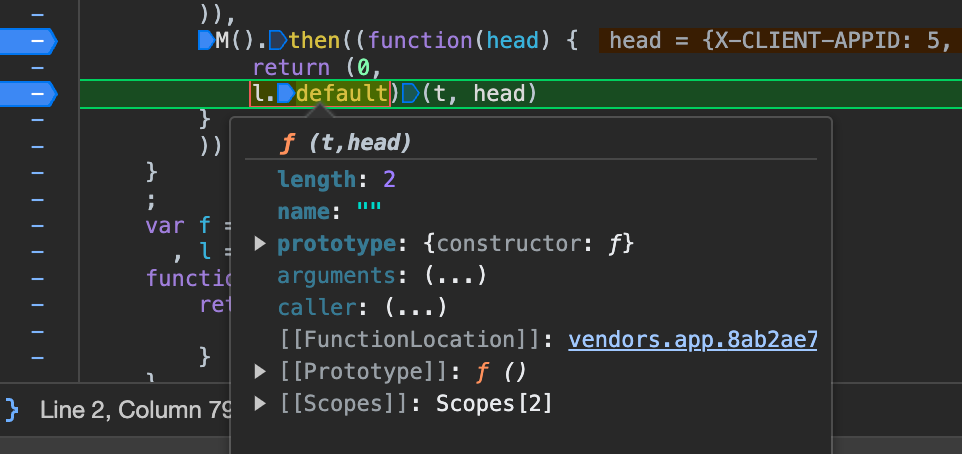 )),
M().then((function(head) { head = {X-CLIENT-APPID: 5,
return (0,
l.default)(t, head)
}
))
}
;
var f =
, l =
ƒ (t,head)
length: 2
name: ""
prototype: {constructor: ƒ}
arguments: (...)
caller: (...)
[[FunctionLocation]]: vendors.app.8ab2ae7
[[Prototype]]: ƒ ()
[[Scopes]]: Scopes[2]
functio
ret
}
} Line 2, Column 79